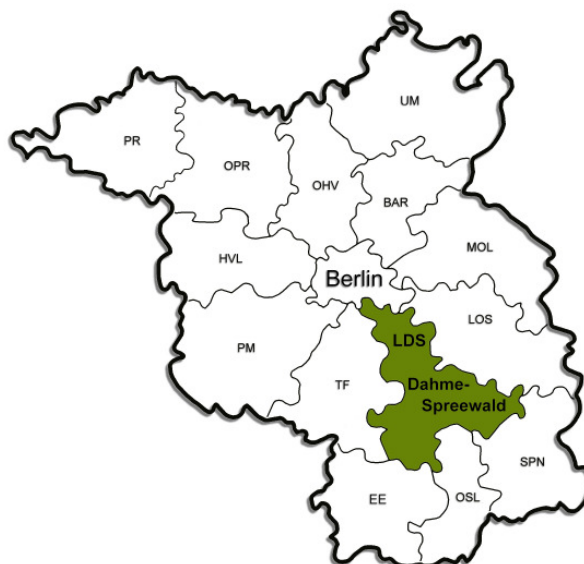 UM
PR
OPR
OHV
BAR
HVL
MOL
Berlin
LOS
PM
LDS
TF
Dahme-
Spreewald
SPN
EE
OSL